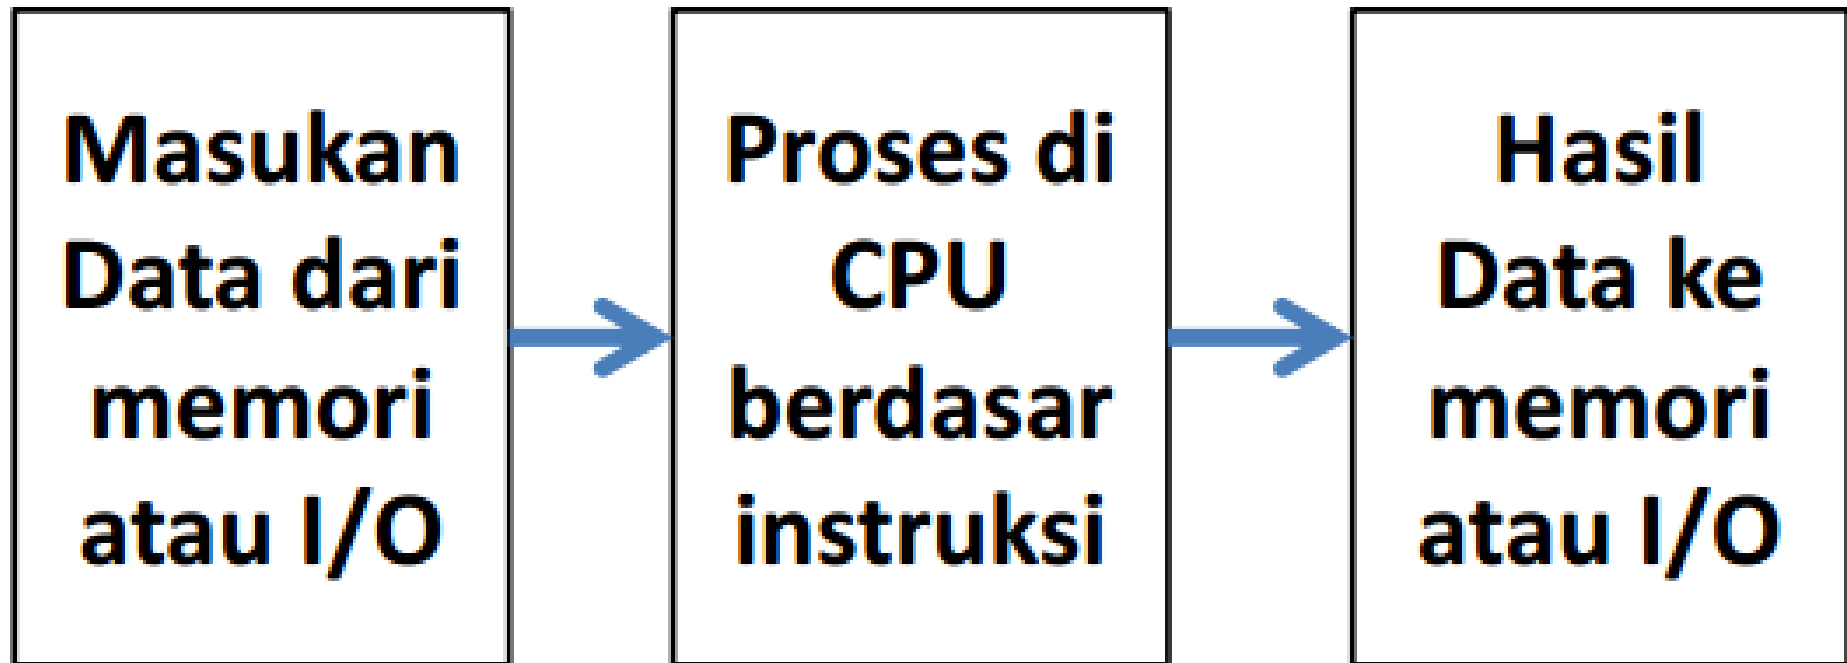 Masukan
Data dari
memori
atau I/O
Proses di
CPU
berdasar
instruksi
Hasil
Data ke
memori
atau I/O